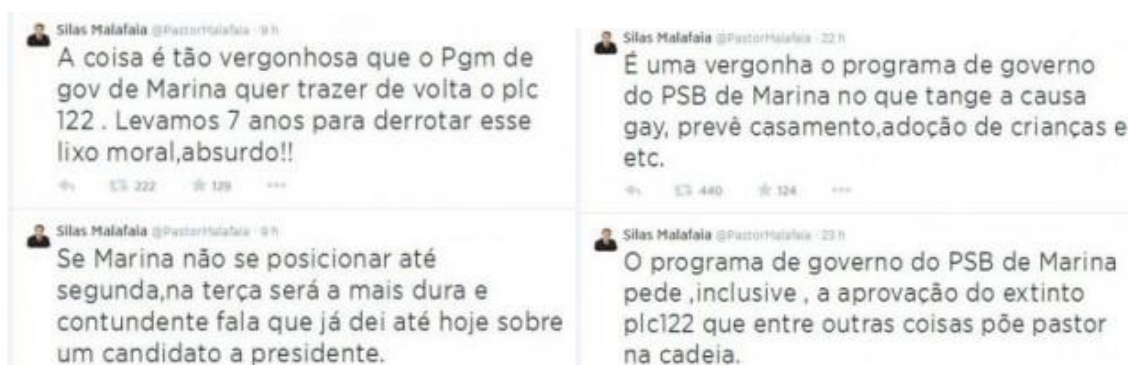 Silas Malafaia @PastorMalafaia · 9 h
A coisa é tão vergonhosa que o Pgm de
gov de Marina quer trazer de volta o plc
122 . Levamos 7 anos para derrotar esse
lixo moral,absurdo!!
222 129
Silas Malafaia @PastorMalafaia · 9 h
Se Marina não se posicionar até
segunda,na terça será a mais dura e
contundente fala que já dei até hoje sobre
um candidato a presidente.
Silas Malafaia @PastorMalafaia · 22 h
É uma vergonha o programa de governo
do PSB de Marina no que tange a causa
gay, prevê casamento,adoção de crianças e
etc.
440 124
Silas Malafaia @PastorMalafaia · 23 h
O programa de governo do PSB de Marina
pede ,inclusive , a aprovação do extinto
plc122 que entre outras coisas põe pastor
na cadeia.